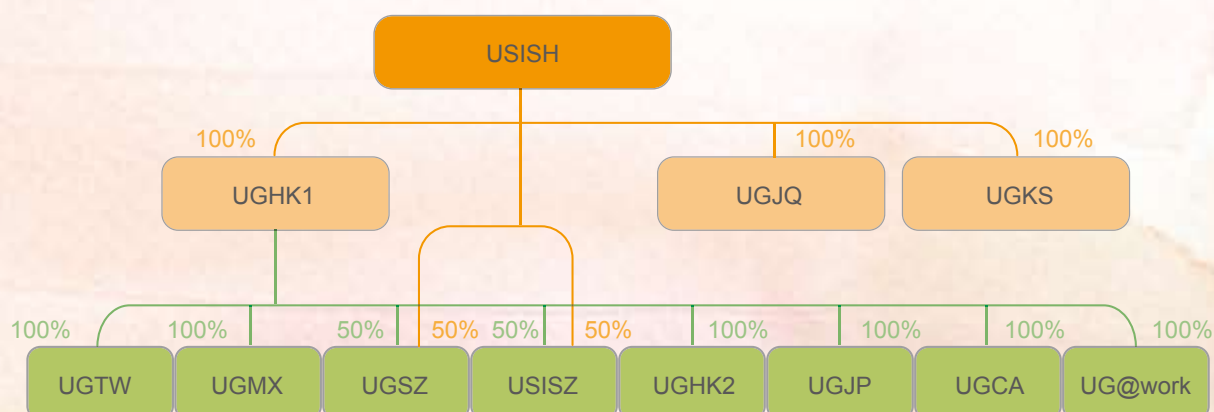 USISH
100% 100% 100%
UGHK1 UGJQ UGKS
100% 100% 50% 50% 50% 50% 100% 100% 100% 100%
UGTW UGMX UGSZ USISZ UGHK2 UGJP UGCA UG@work